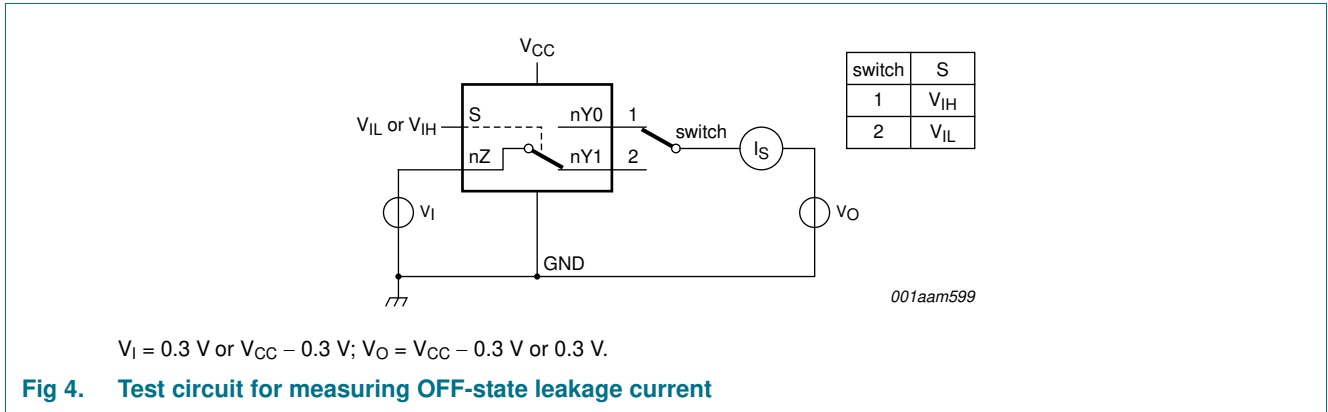 VCC
switch S
1 VIH
2 VIL
VIL or VIH
S
nY0
1
switch
IS
nZ
nY1
2
VI
VO
GND
001aam599
VI = 0.3 V or VCC − 0.3 V; VO = VCC − 0.3 V or 0.3 V.
Fig 4. Test circuit for measuring OFF-state leakage current